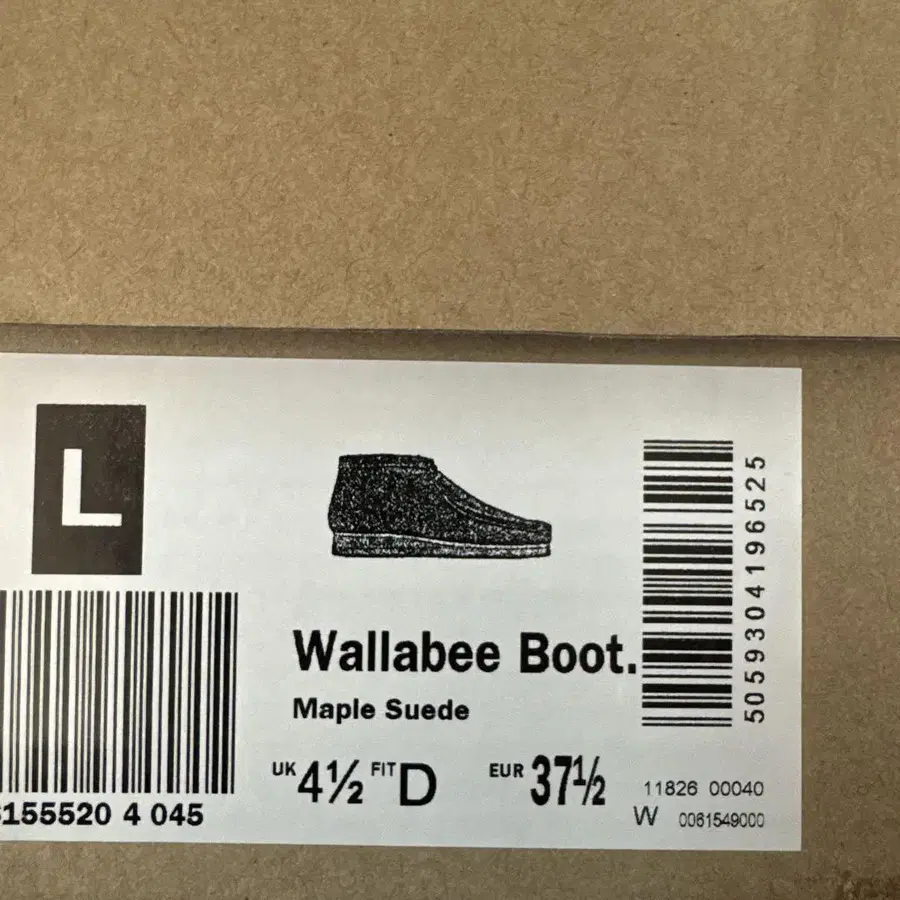 L
Wallabee Boot.
Maple Suede
UK 4½ FIT D EUR 37½
155520 4 045
5059304196525
11826 00040
W 0061549000